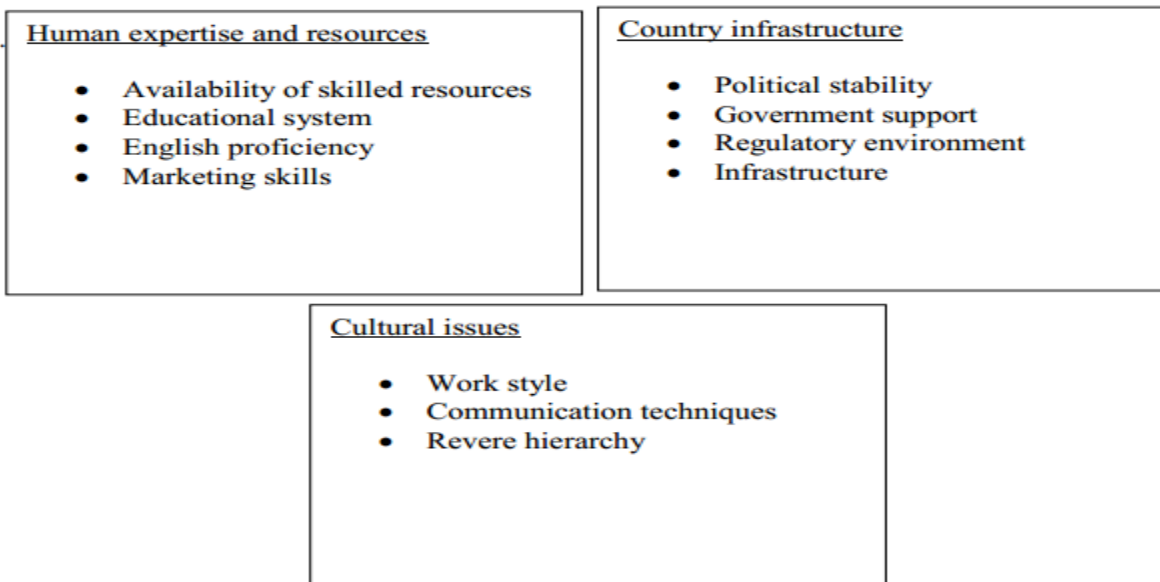 Human expertise and resources
• Availability of skilled resources
• Educational system
• English proficiency
• Marketing skills
Country infrastructure
• Political stability
• Government support
• Regulatory environment
• Infrastructure
Cultural issues
• Work style
• Communication techniques
• Revere hierarchy